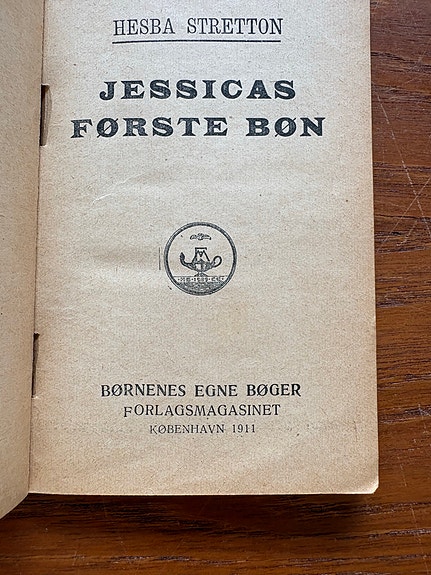 HESBA STRETTON
JESSICAS
FØRSTE BØN
BØRNENES EGNE BØGER
FORLAGSMAGASINET
KØBENHAVN 1911